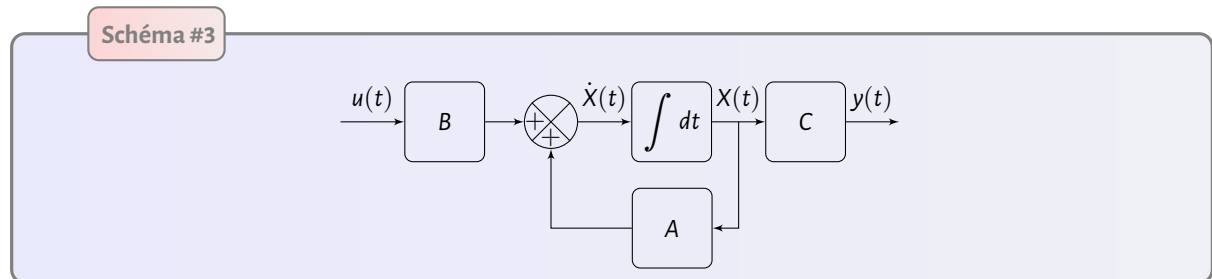 Schéma #3
u(t)
B
+
+
Ẋ(t)
∫ dt
X(t)
C
y(t)
A